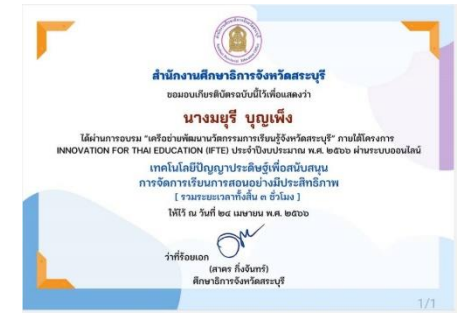 สำนักงานศึกษาธิการจังหวัดสระบุรี
ขอมอบเกียรติบัตรฉบับนี้ไว้เพื่อแสดงว่า
นางมยุรี บุญเพ็ง
ได้ผ่านการอบรม "เครือข่ายพัฒนานวัตกรรมการเรียนรู้จังหวัดสระบุรี" ภายใต้โครงการ
INNOVATION FOR THAI EDUCATION (IFTE) ประจำปีงบประมาณ พ.ศ. ๒๕๖๖ ผ่านระบบออนไลน์
เทคโนโลยีปัญญาประดิษฐ์เพื่อสนับสนุน
การจัดการเรียนการสอนอย่างมีประสิทธิภาพ
[ รวมระยะเวลาทั้งสิ้น ๓ ชั่วโมง ]
ให้ไว้ ณ วันที่ ๒๔ เมษายน พ.ศ. ๒๕๖๖
ว่าที่ร้อยเอก
(สาคร กิ่งจันทร์)
ศึกษาธิการจังหวัดสระบุรี
1/1